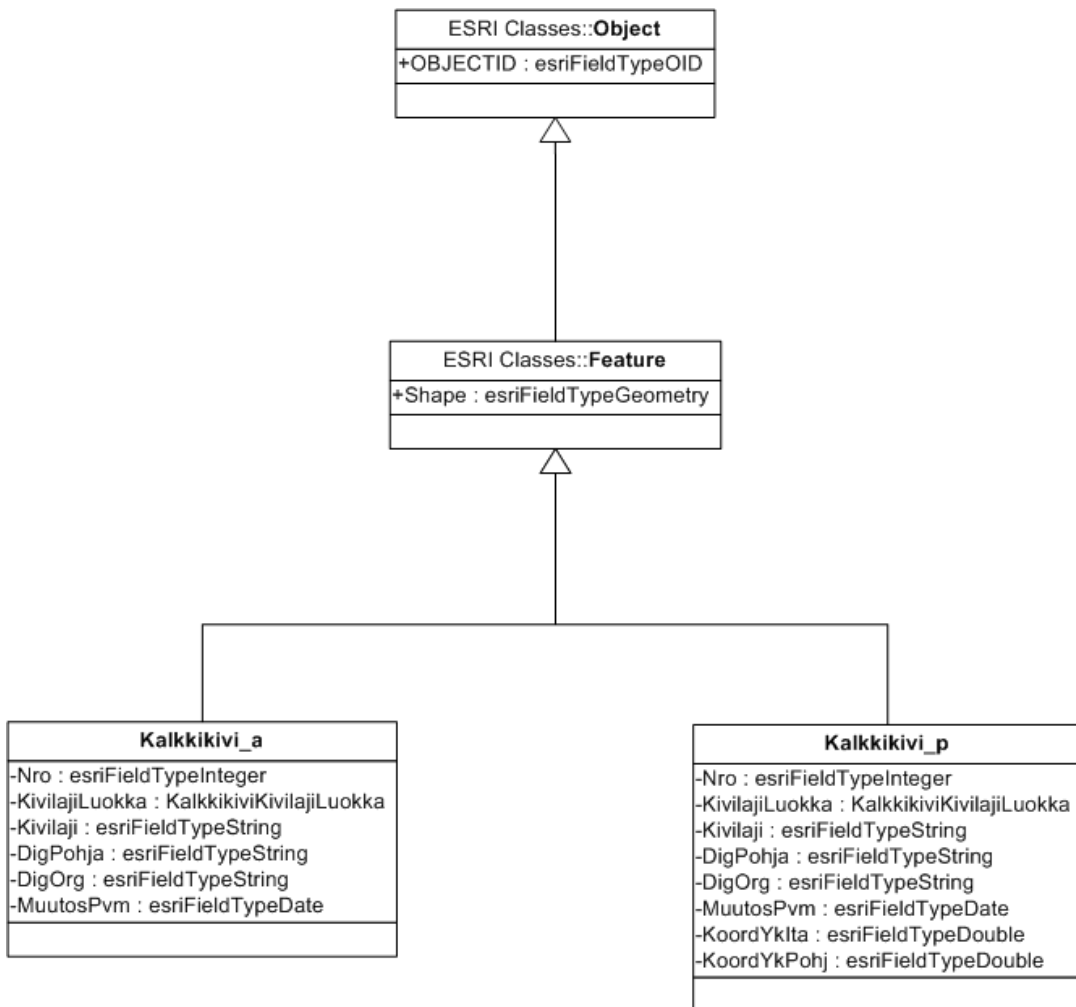 ESRI Classes::Object
+OBJECTID : esriFieldTypeOID
ESRI Classes::Feature
+Shape : esriFieldTypeGeometry
Kalkkikivi_a
-Nro : esriFieldTypeInteger
-KivilajiLuokka : KalkkikiviKivilajiLuokka
-Kivilaji : esriFieldTypeString
-DigPohja : esriFieldTypeString
-DigOrg : esriFieldTypeString
-MuutosPvm : esriFieldTypeDate
Kalkkikivi_p
-Nro : esriFieldTypeInteger
-KivilajiLuokka : KalkkikiviKivilajiLuokka
-Kivilaji : esriFieldTypeString
-DigPohja : esriFieldTypeString
-DigOrg : esriFieldTypeString
-MuutosPvm : esriFieldTypeDate
-KoordYkIta : esriFieldTypeDouble
-KoordYkPohj : esriFieldTypeDouble